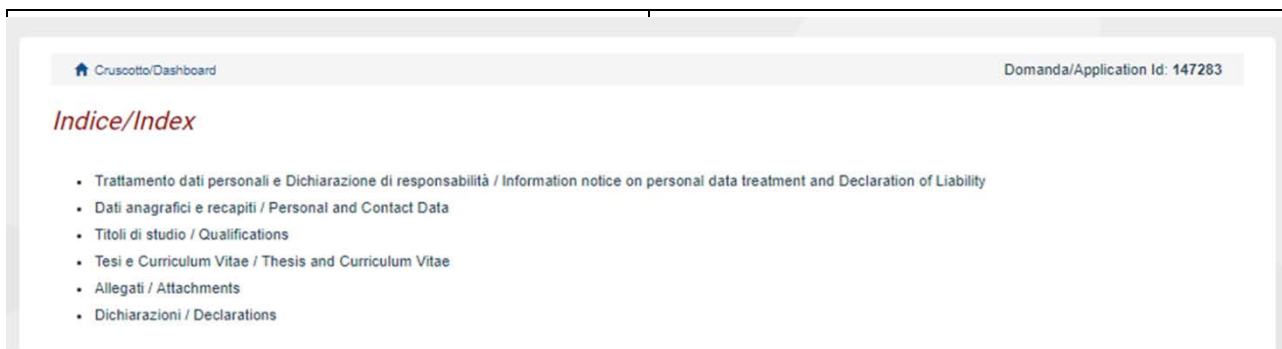 Cruscotto/Dashboard
Domanda/Application Id: 147283
Indice/Index
Trattamento dati personali e Dichiarazione di responsabilità / Information notice on personal data treatment and Declaration of Liability
Dati anagrafici e recapiti / Personal and Contact Data
Titoli di studio / Qualifications
Tesi e Curriculum Vitae / Thesis and Curriculum Vitae
Allegati / Attachments
Dichiarazioni / Declarations